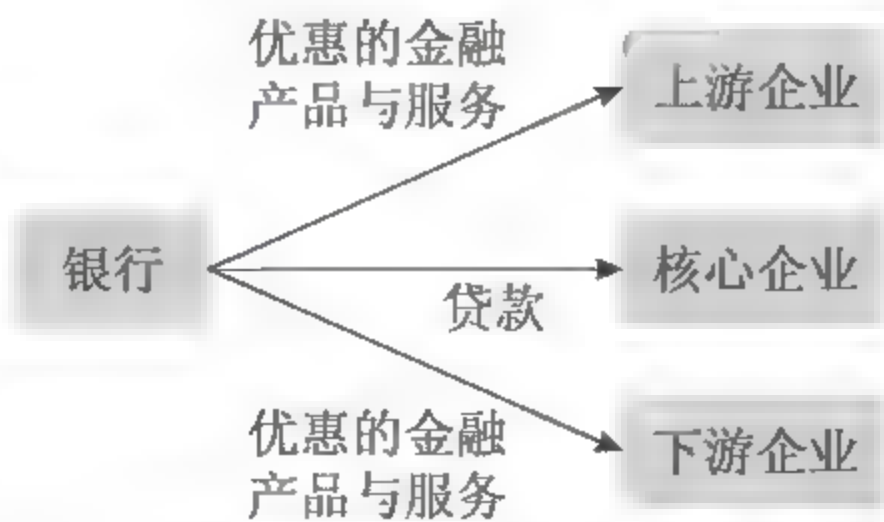 优惠的金融
产品与服务
上游企业
银行
核心企业
贷款
优惠的金融
产品与服务
下游企业